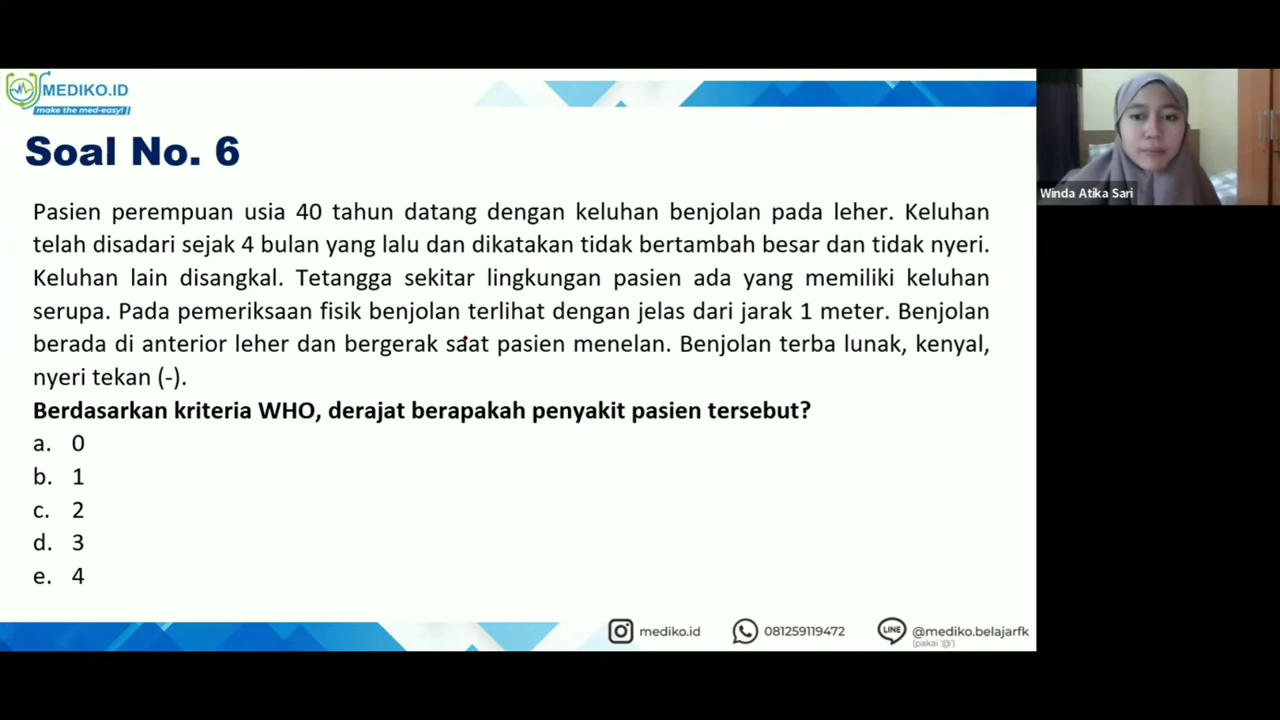 MEDIKO.ID
make the med-easy!
Soal No. 6
Winda Atika Sari
Pasien perempuan usia 40 tahun datang dengan keluhan benjolan pada leher. Keluhan
telah disadari sejak 4 bulan yang lalu dan dikatakan tidak bertambah besar dan tidak nyeri.
Keluhan lain disangkal. Tetangga sekitar lingkungan pasien ada yang memiliki keluhan
serupa. Pada pemeriksaan fisik benjolan terlihat dengan jelas dari jarak 1 meter. Benjolan
berada di anterior leher dan bergerak saat pasien menelan. Benjolan terba lunak, kenyal,
nyeri tekan (-).
Berdasarkan kriteria WHO, derajat berapakah penyakit pasien tersebut?
a. 0
b. 1
c. 2
d. 3
e. 4
mediko.id
081259119472
LINE
@mediko.belajarfk
(pakai '@')